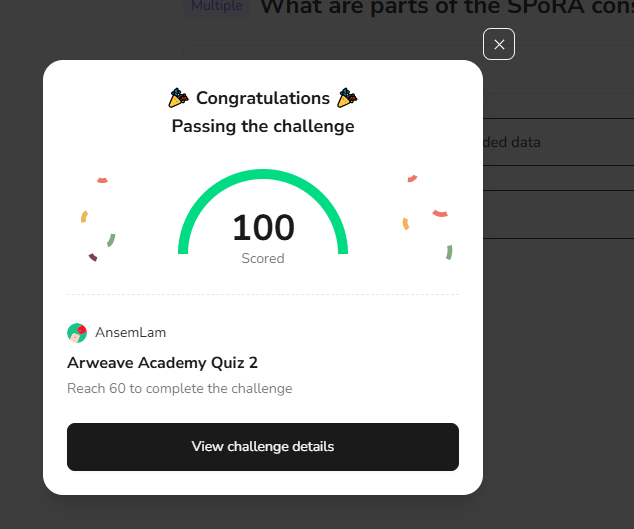 Multiple What are parts of the SPoRA cons
ded data
Congratulations
Passing the challenge
100
Scored
AnsemLam
Arweave Academy Quiz 2
Reach 60 to complete the challenge
View challenge details